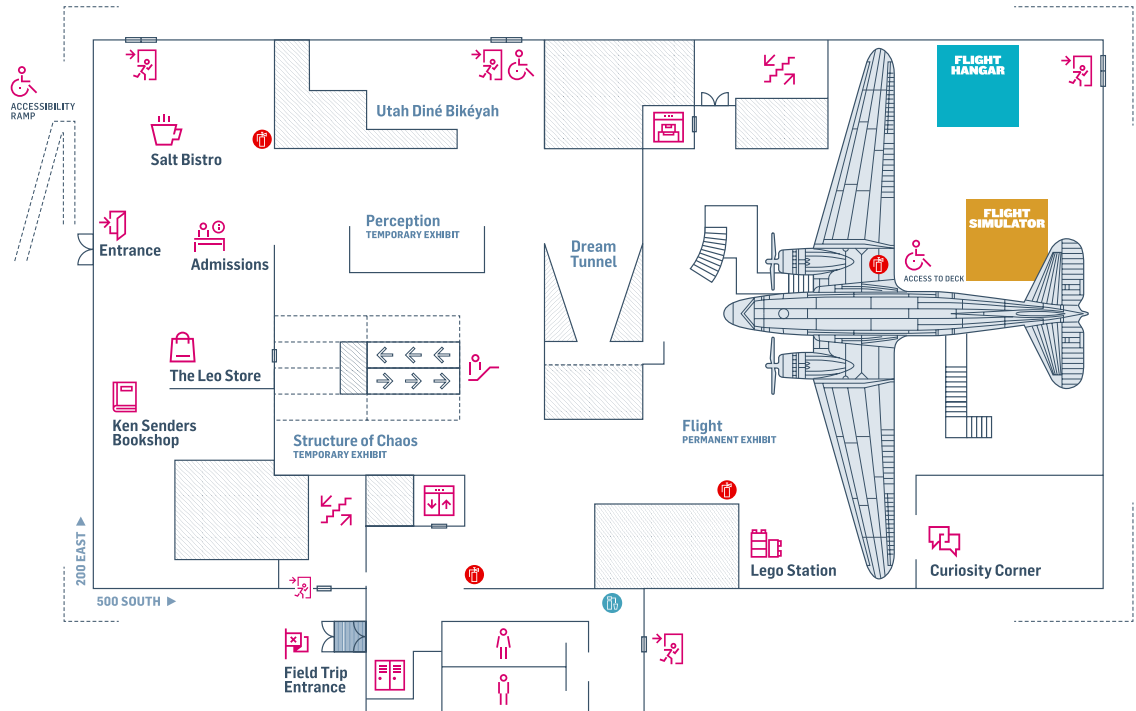 ACCESSIBILITY
RAMP
Salt Bistro
Utah Diné Bikéyah
FLIGHT
HANGAR
Entrance
Admissions
Perception
TEMPORARY EXHIBIT
Dream
Tunnel
FLIGHT
SIMULATOR
ACCESS TO DECK
The Leo Store
Ken Senders
Bookshop
Structure of Chaos
TEMPORARY EXHIBIT
Flight
PERMANENT EXHIBIT
200 EAST
500 SOUTH
Lego Station
Curiosity Corner
Field Trip
Entrance